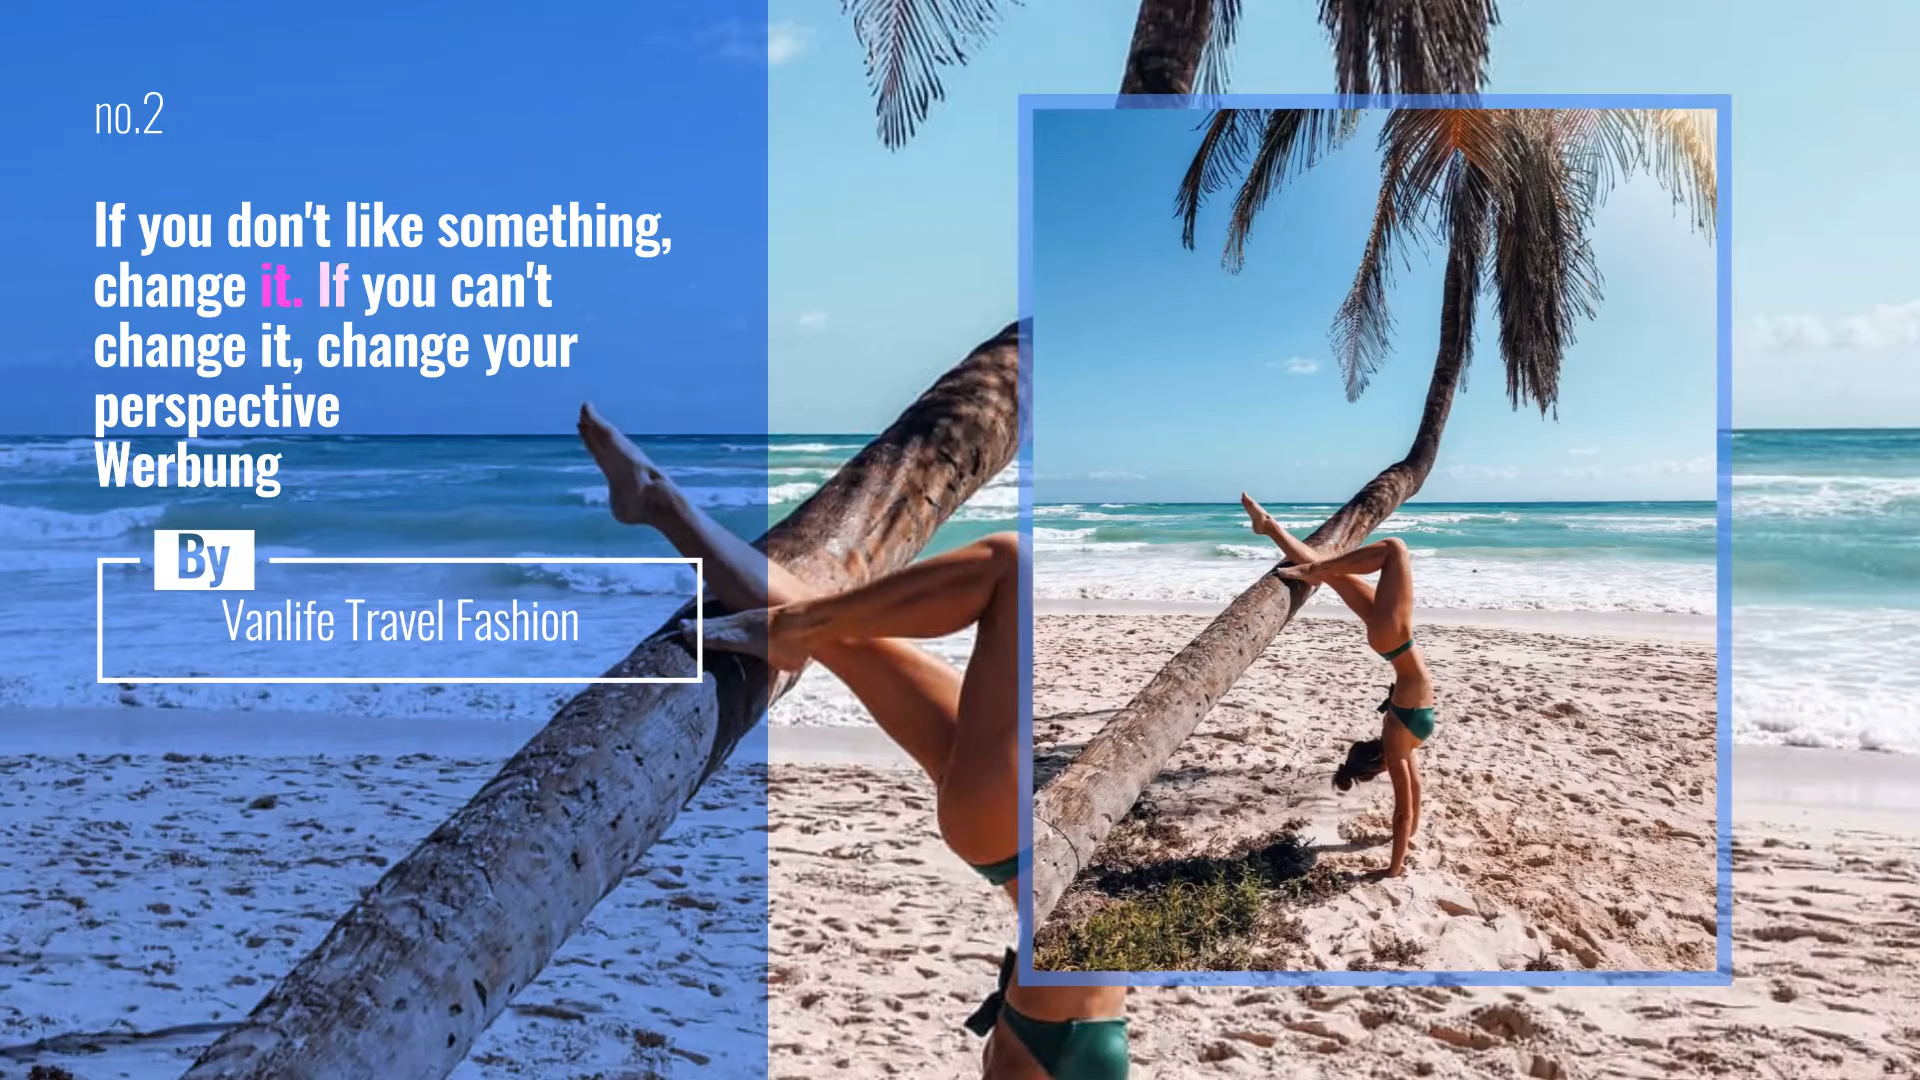 no.2
If you don't like something,
change it. If you can't
change it, change your
perspective
Werbung
By
Vanlife Travel Fashion